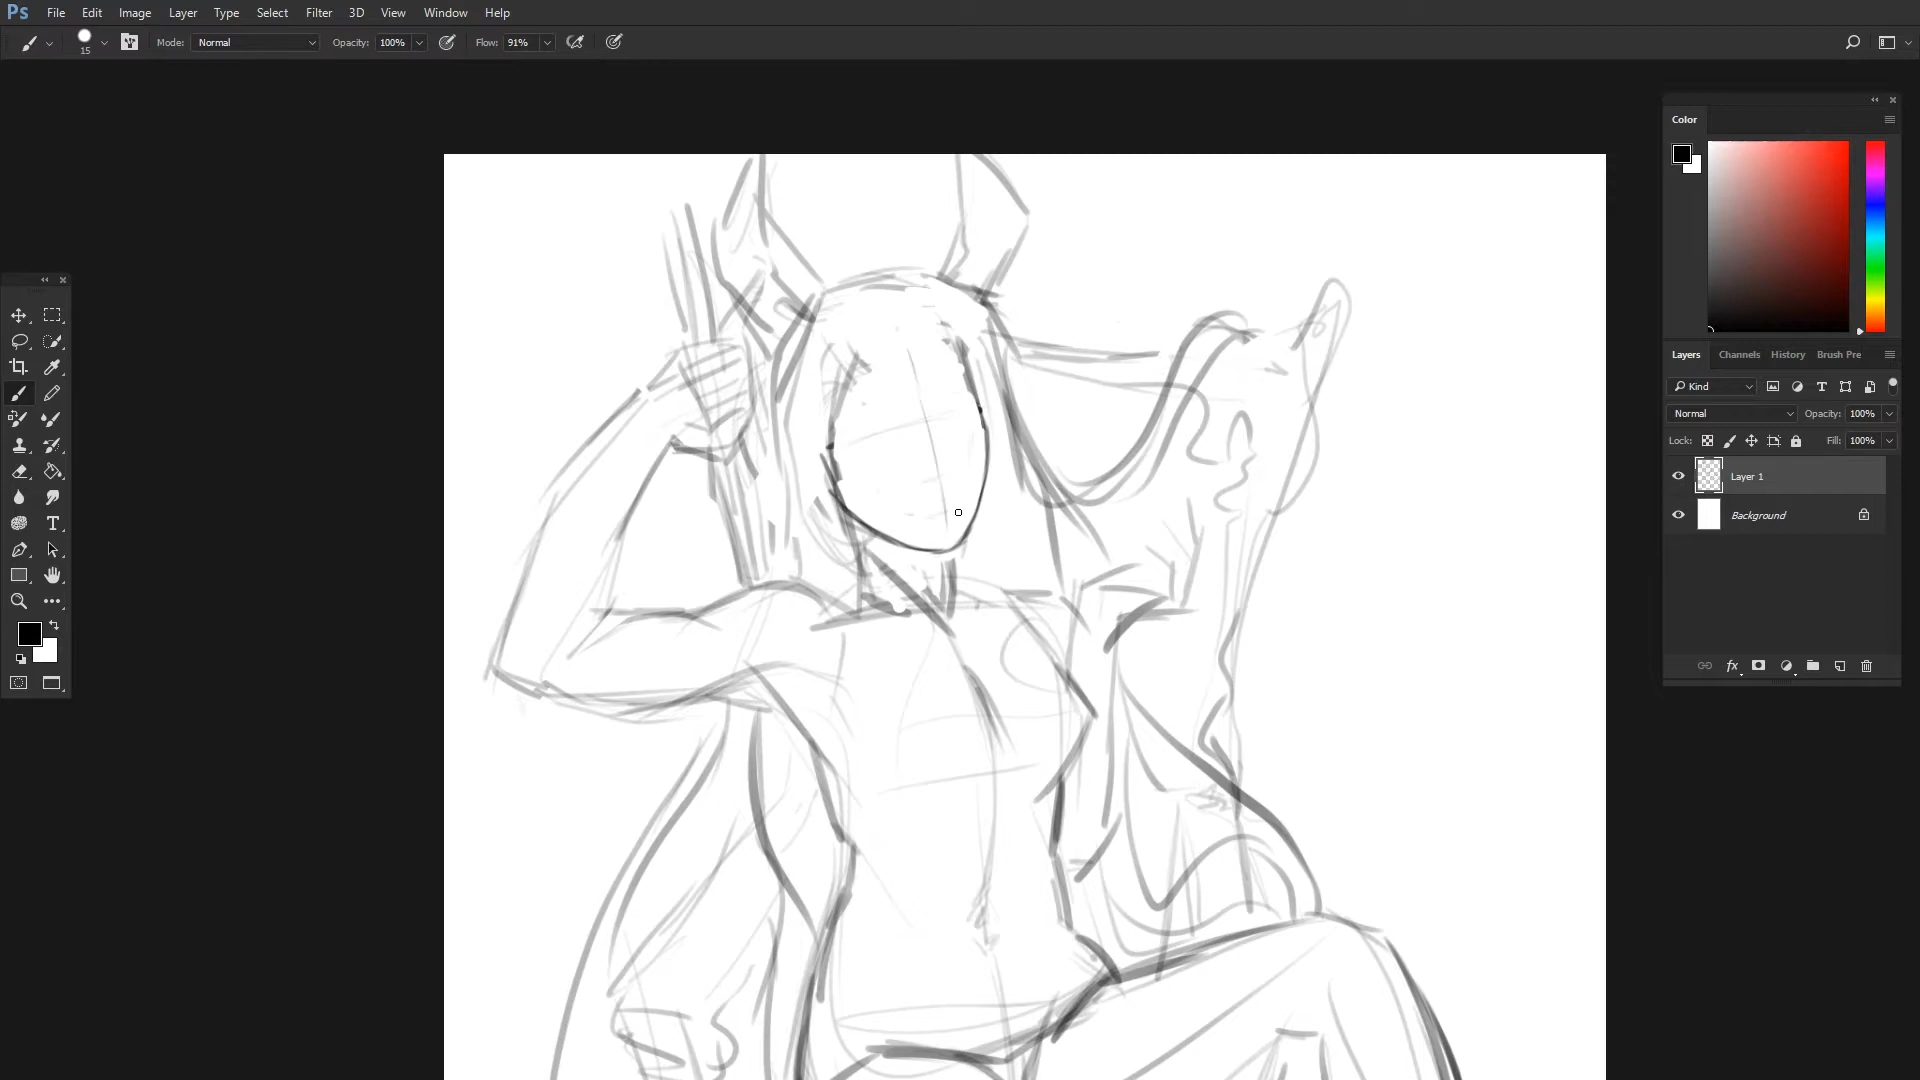 Ps File Edit Image Layer Type Select Filter 3D View Window Help
15 Mode: Normal Opacity: 100% Flow: 91%
Color
Layers Channels History Brush Pre
Kind
Normal Opacity: 100%
Lock: Fill: 100%
Layer 1
Background
fx